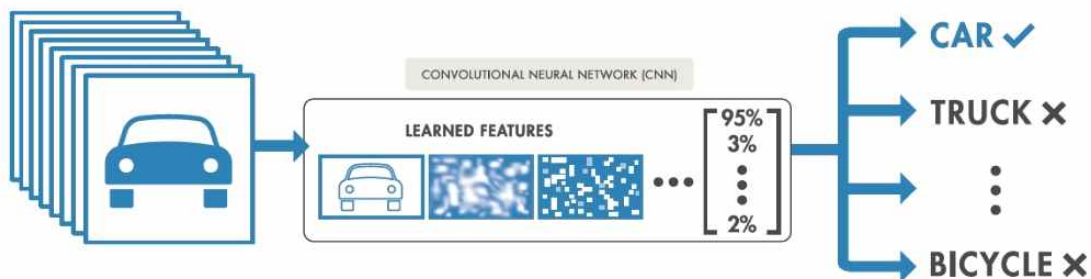 CONVOLUTIONAL NEURAL NETWORK (CNN)
LEARNED FEATURES
95%
3%
2%
CAR
TRUCK
BICYCLE